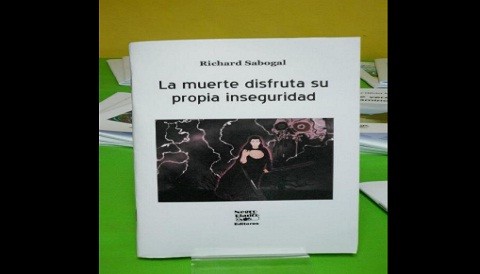 Richard Sabogal
La muerte disfruta su
propia inseguridad
Editores